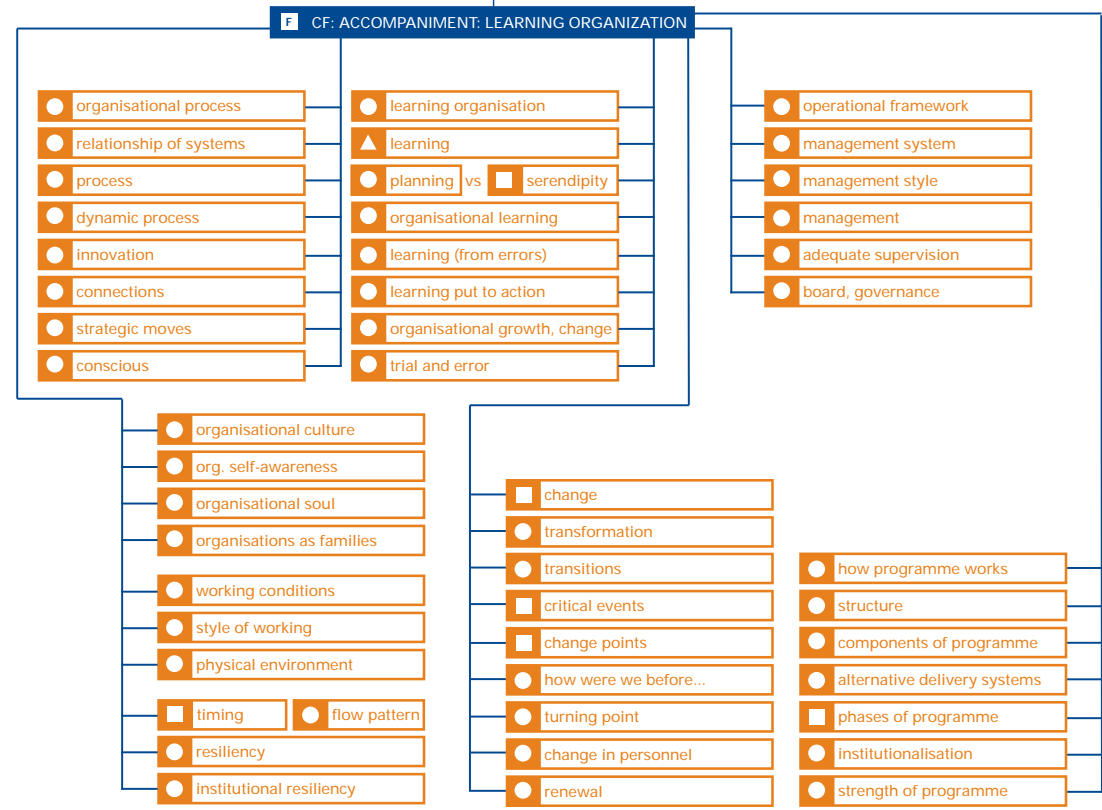 F CF: ACCOMPANIMENT: LEARNING ORGANIZATION
organisational process
relationship of systems
process
dynamic process
innovation
connections
strategic moves
conscious
learning organisation
learning
planning vs serendipity
organisational learning
learning (from errors)
learning put to action
organisational growth, change
trial and error
operational framework
management system
management style
management
adequate supervision
board, governance
organisational culture
org. self-awareness
organisational soul
organisations as families
working conditions
style of working
physical environment
timing flow pattern
resiliency
institutional resiliency
change
transformation
transitions
critical events
change points
how were we before...
turning point
change in personnel
renewal
how programme works
structure
components of programme
alternative delivery systems
phases of programme
institutionalisation
strength of programme